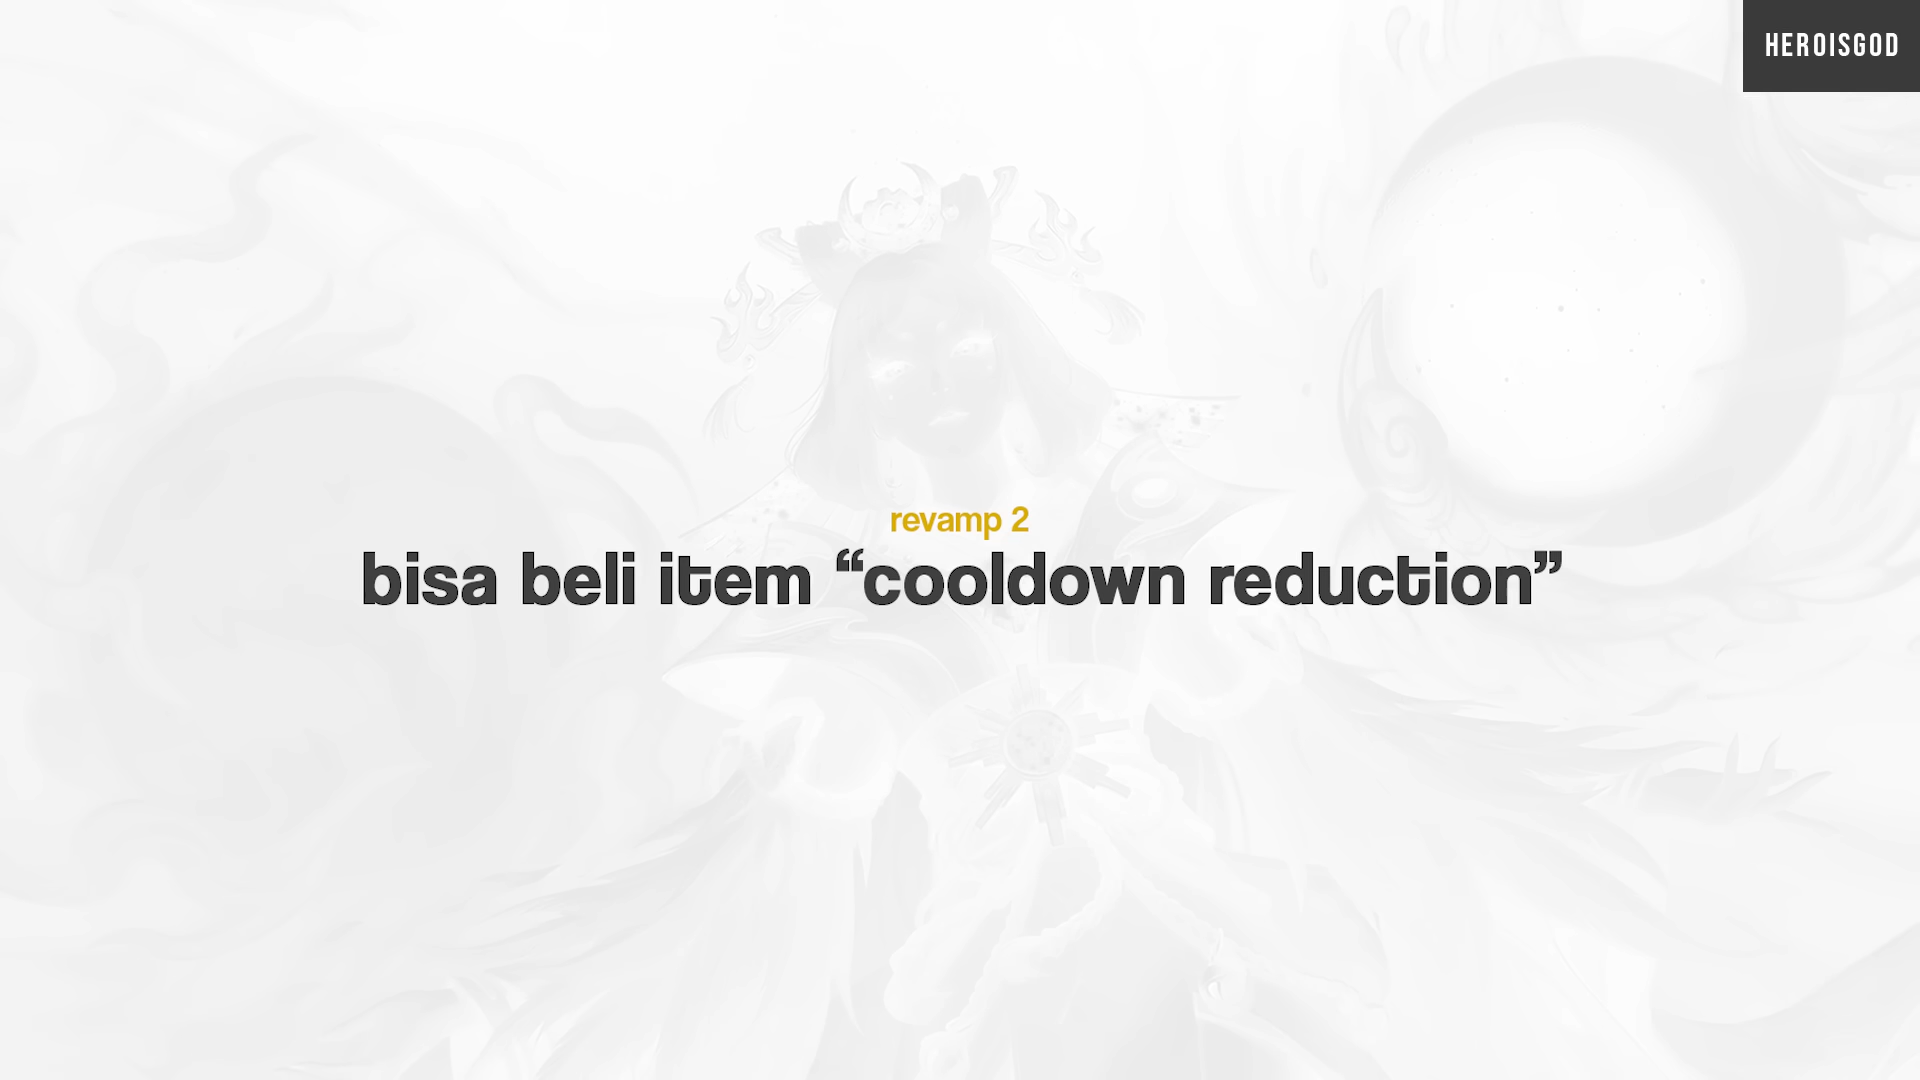 HEROISGOD
revamp 2
bisa beli item “cooldown reduction”